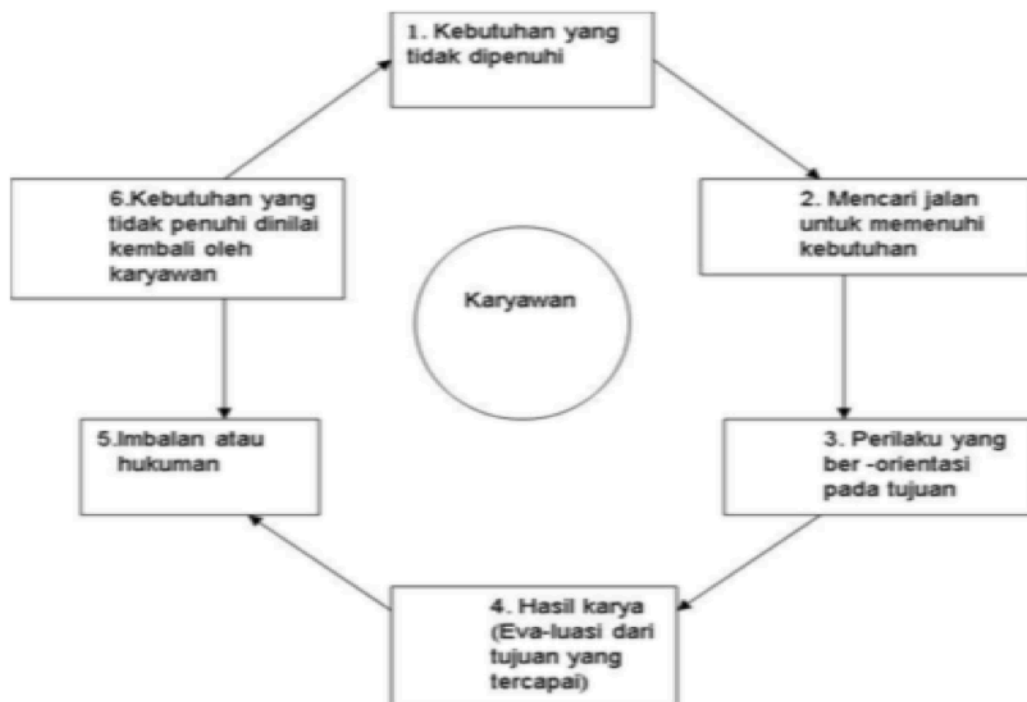 1. Kebutuhan yang
tidak dipenuhi
6.Kebutuhan yang
tidak penuhi dinilai
kembali oleh
karyawan
2. Mencari jalan
untuk memenuhi
kebutuhan
Karyawan
5.Imbalan atau
hukuman
3. Perilaku yang
ber -orientasi
pada tujuan
4. Hasil karya
(Eva-luasi dari
tujuan yang
tercapai)